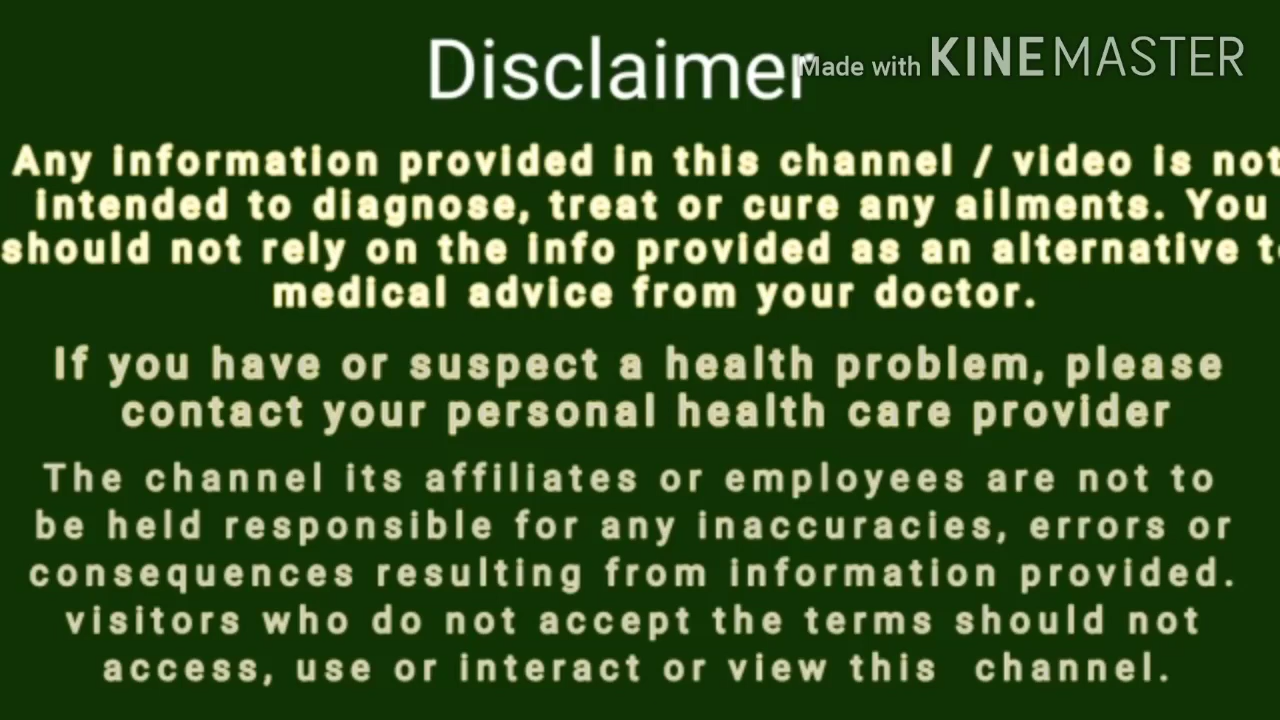 Disclaimer
Made with KINEMASTER
Any information provided in this channel / video is not
intended to diagnose, treat or cure any ailments. You
should not rely on the info provided as an alternative t
medical advice from your doctor.
If you have or suspect a health problem, please
contact your personal health care provider
The channel its affiliates or employees are not to
be held responsible for any inaccuracies, errors or
consequences resulting from information provided.
visitors who do not accept the terms should not
access, use or interact or view this channel.